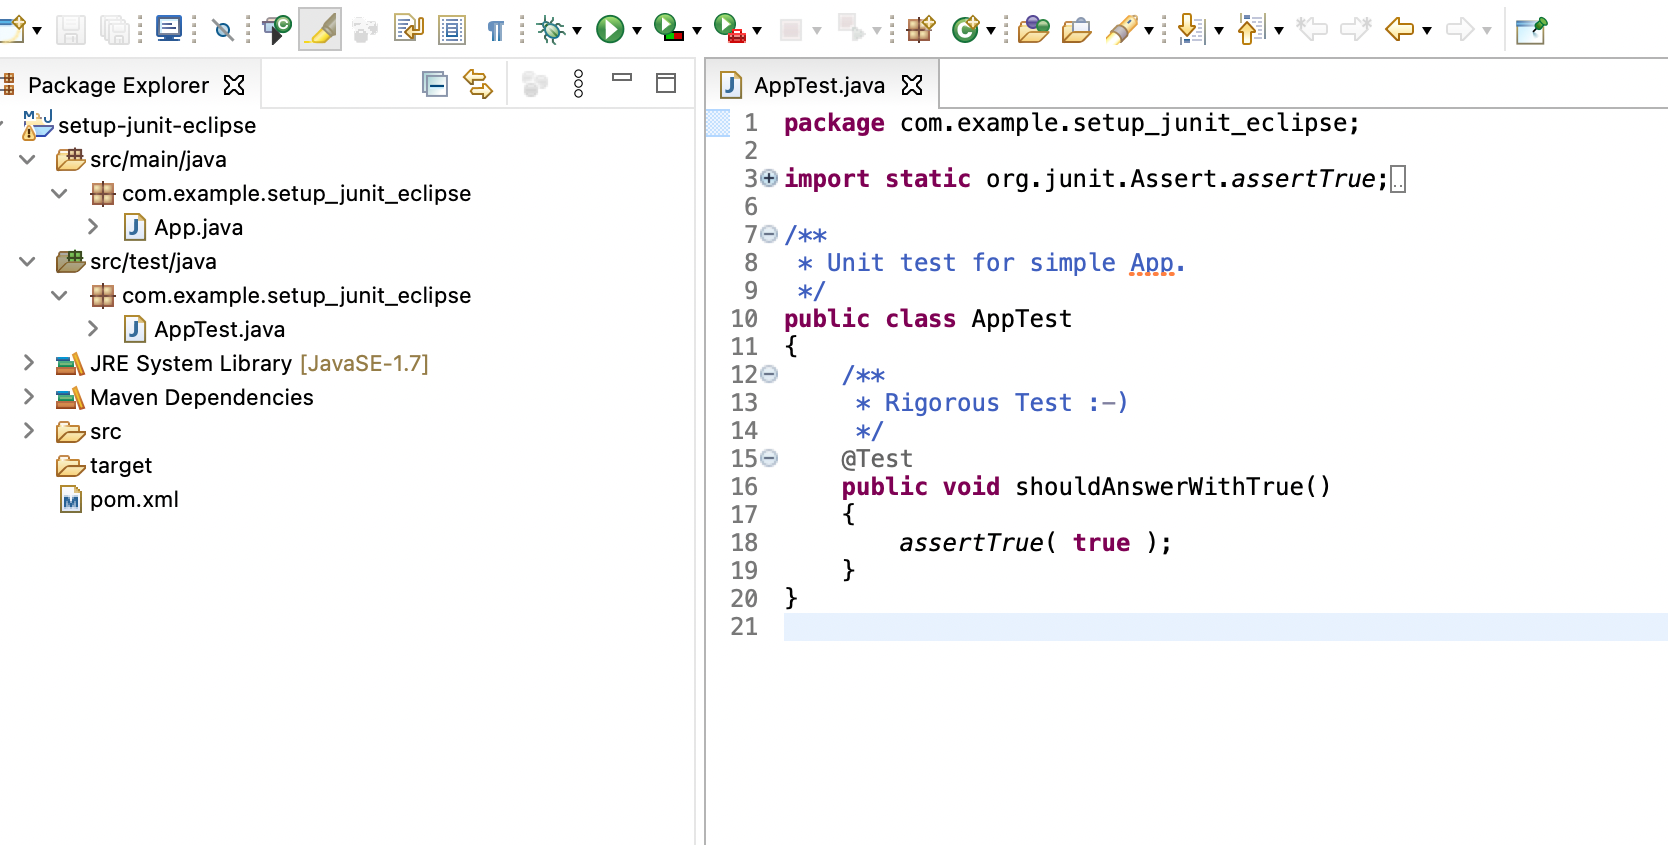 Package Explorer
setup-junit-eclipse
src/main/java
com.example.setup_junit_eclipse
App.java
src/test/java
com.example.setup_junit_eclipse
AppTest.java
JRE System Library [JavaSE-1.7]
Maven Dependencies
src
target
pom.xml
AppTest.java
1 package com.example.setup_junit_eclipse;
2
3 import static org.junit.Assert.assertTrue;
6
7 /**
8 * Unit test for simple App.
9 */
10 public class AppTest
11 {
12 /**
13 * Rigorous Test :-)
14 */
15 @Test
16 public void shouldAnswerWithTrue()
17 {
18 assertTrue( true );
19 }
20 }
21